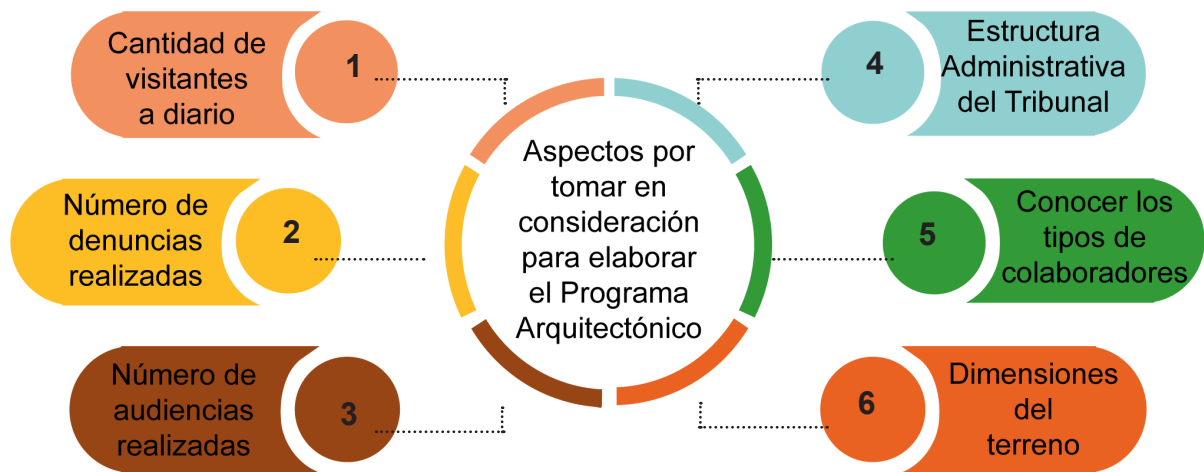 Cantidad de
visitantes
a diario
1
Número de
denuncias
realizadas
2
Número de
audiencias
realizadas
3
Aspectos por
tomar en
consideración
para elaborar
el Programa
Arquitectónico
4
Estructura
Administrativa
del Tribunal
5
Conocer los
tipos de
colaboradores
6
Dimensiones
del
terreno